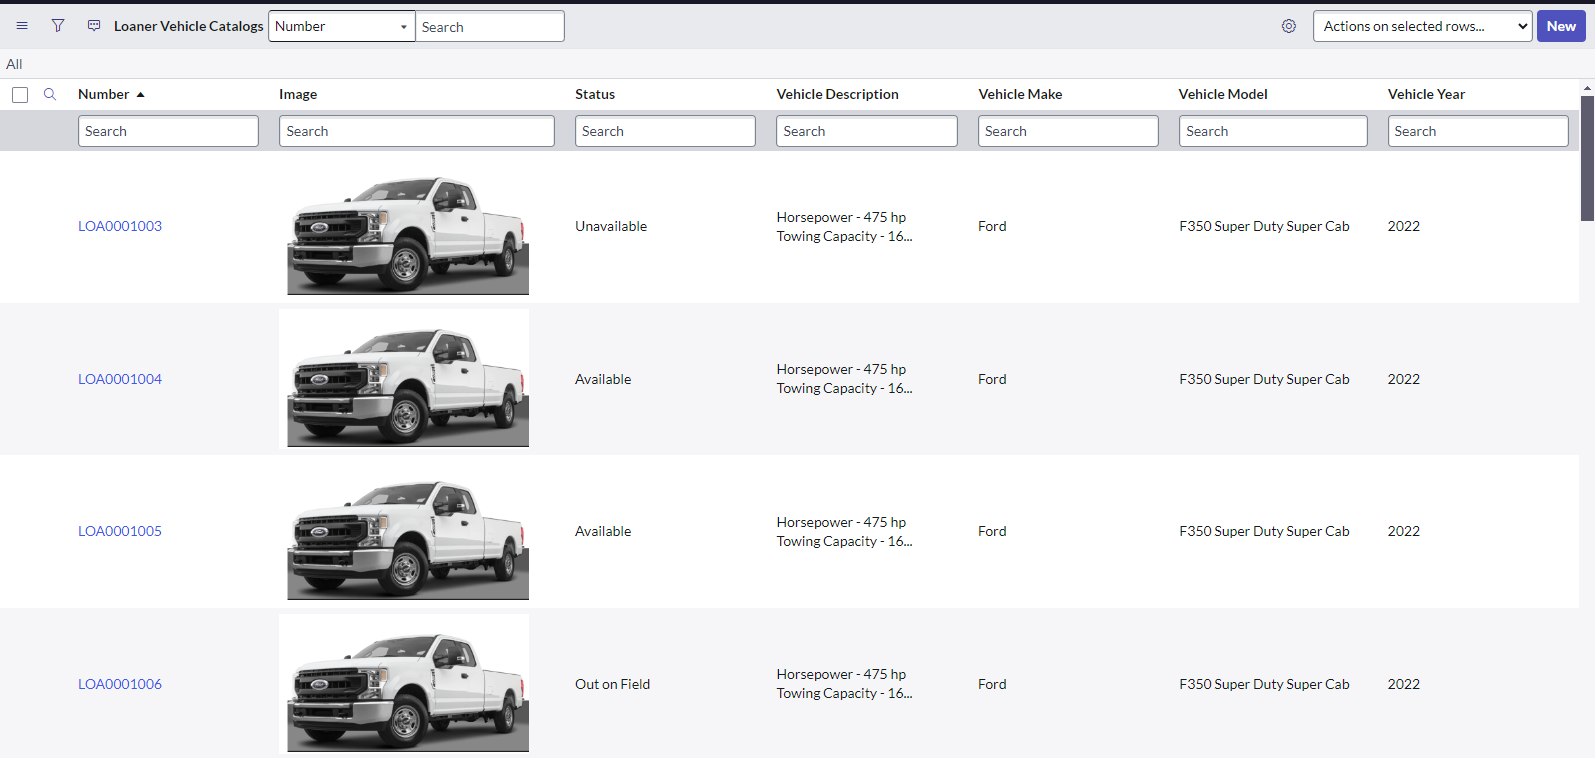 Loaner Vehicle Catalogs Number Search Actions on selected rows... New
All
Number Image Status Vehicle Description Vehicle Make Vehicle Model Vehicle Year
Search Search Search Search Search Search Search
LOA0001003 Unavailable Horsepower - 475 hp Ford F350 Super Duty Super Cab 2022
Towing Capacity - 16...
LOA0001004 Available Horsepower - 475 hp Ford F350 Super Duty Super Cab 2022
Towing Capacity - 16...
LOA0001005 Available Horsepower - 475 hp Ford F350 Super Duty Super Cab 2022
Towing Capacity - 16...
LOA0001006 Out on Field Horsepower - 475 hp Ford F350 Super Duty Super Cab 2022
Towing Capacity - 16...